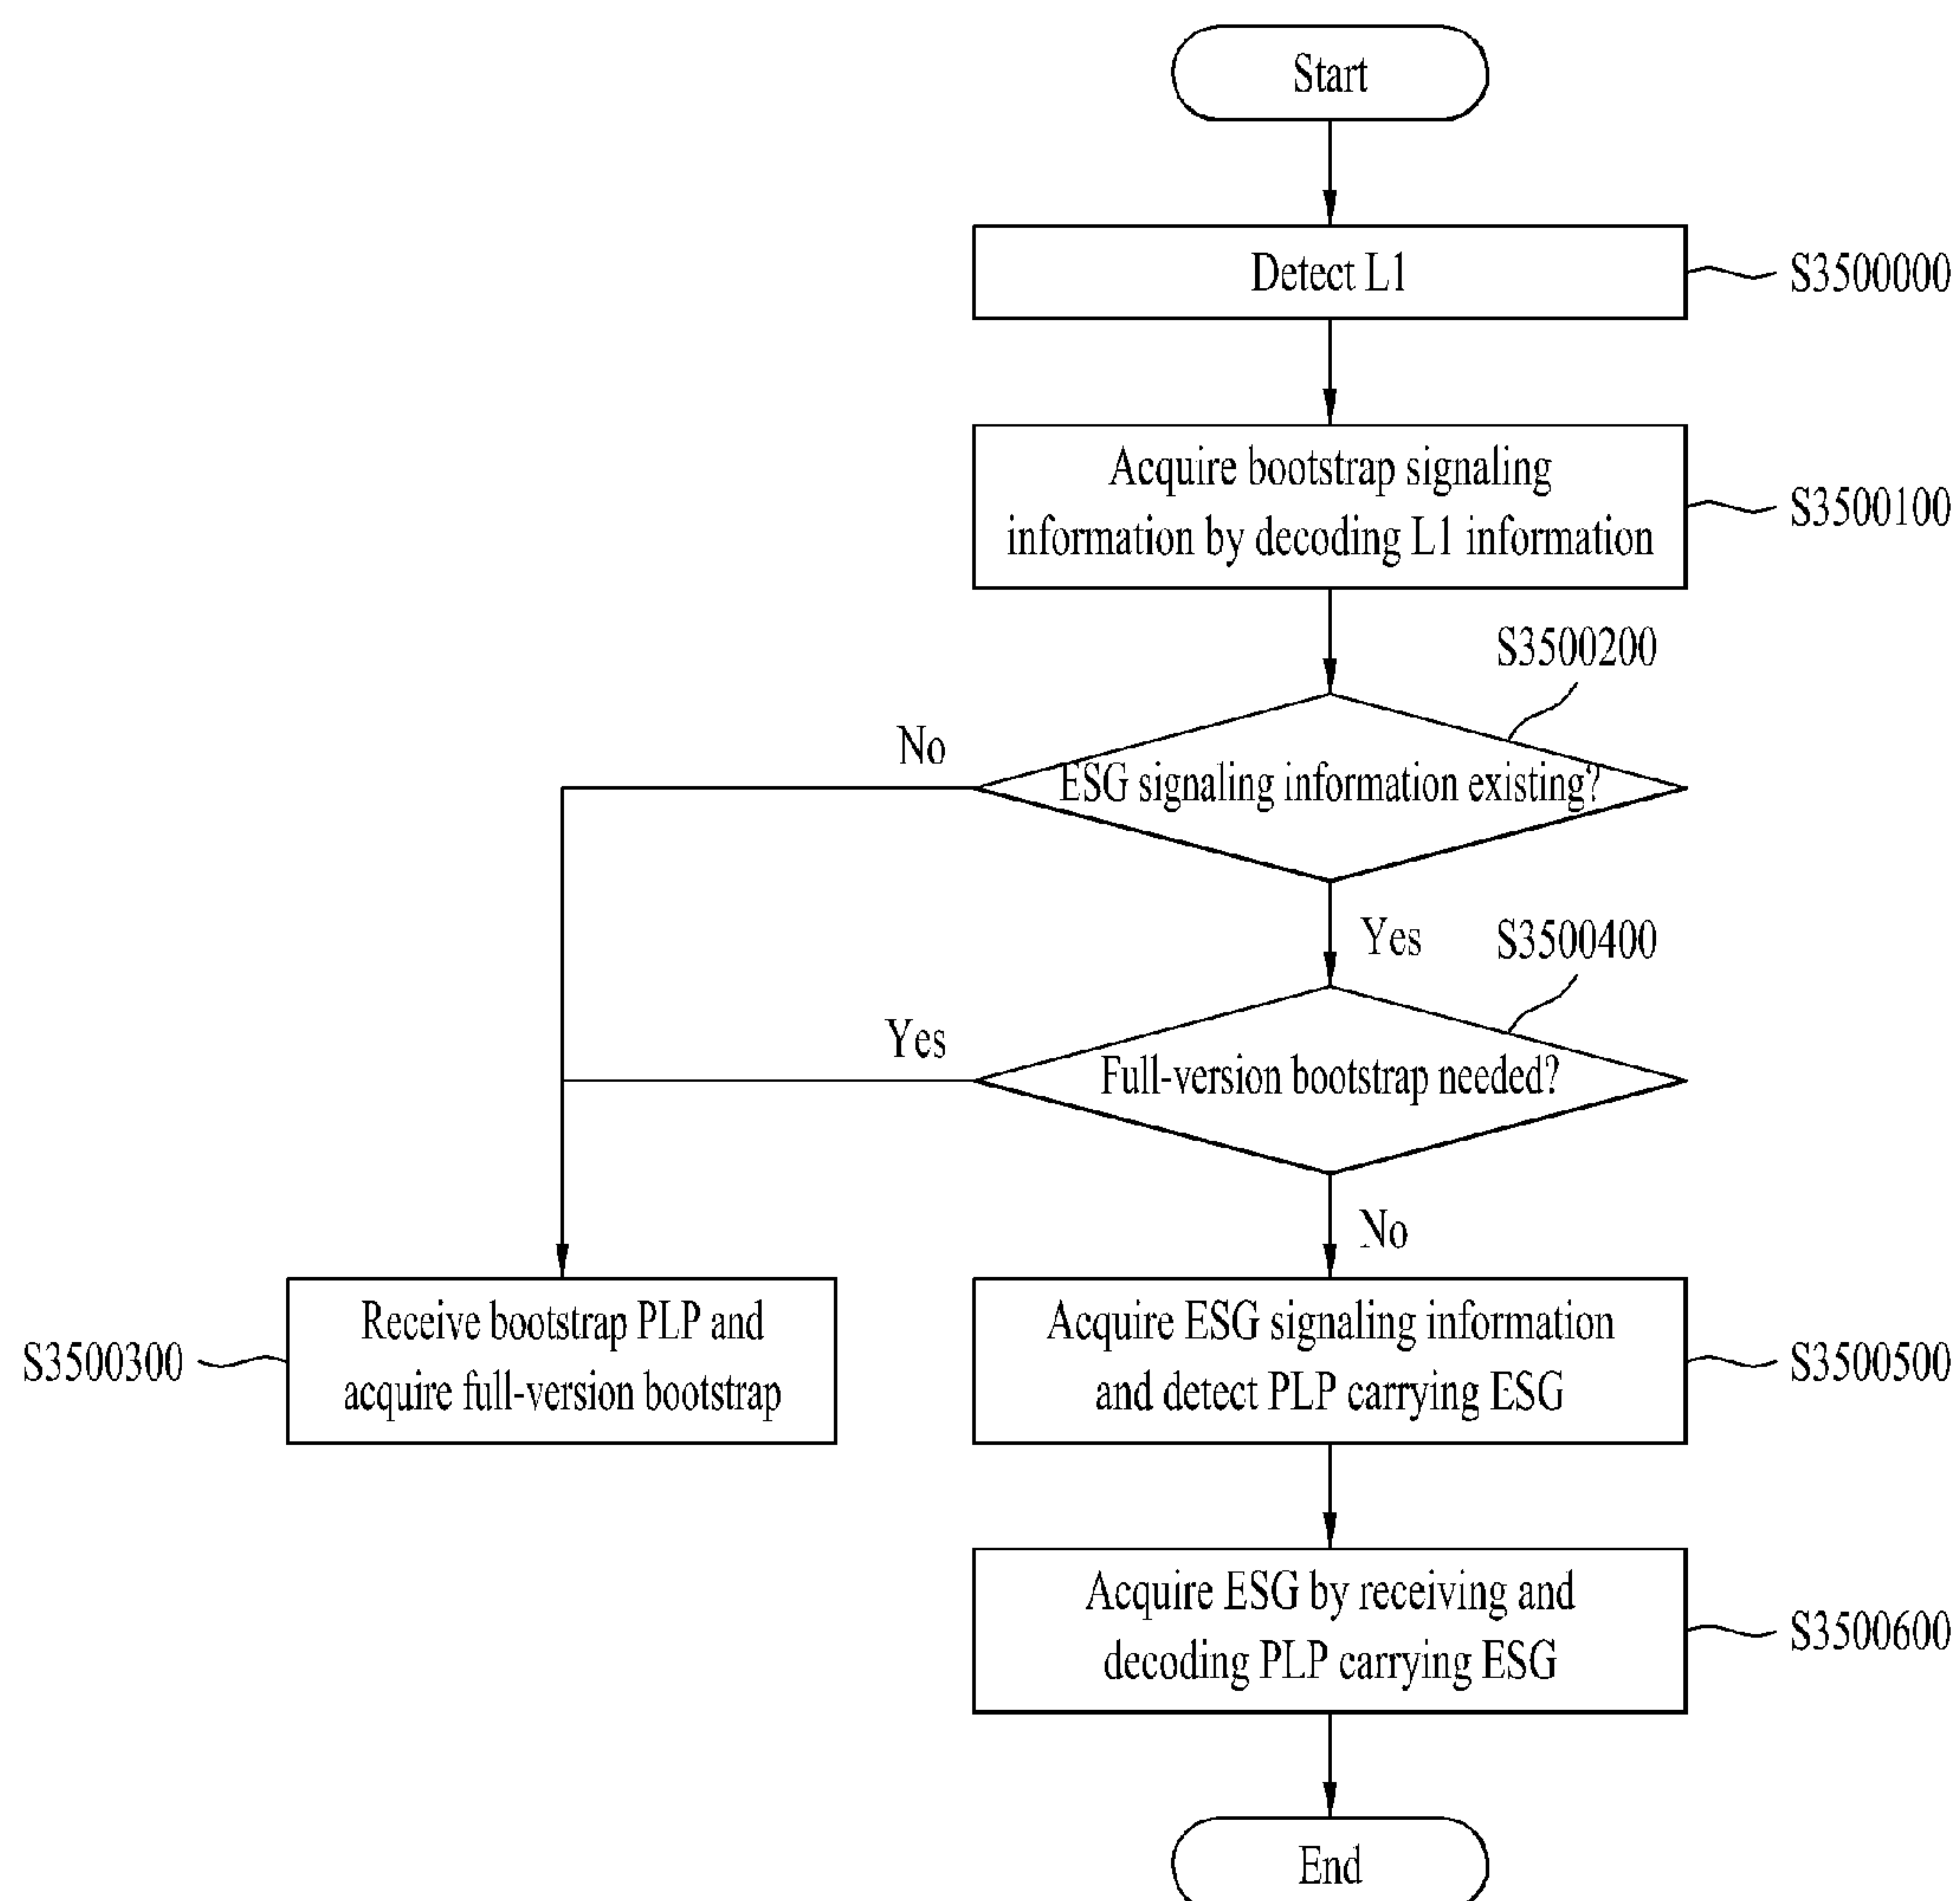 Start
Detect L1
S3500000
Acquire bootstrap signaling
information by decoding L1 information
S3500100
S3500200
No
ESG signaling information existing?
Yes
S3500400
Yes
Full-version bootstrap needed?
No
Receive bootstrap PLP and
acquire full-version bootstrap
S3500300
Acquire ESG signaling information
and detect PLP carrying ESG
S3500500
Acquire ESG by receiving and
decoding PLP carrying ESG
S3500600
End